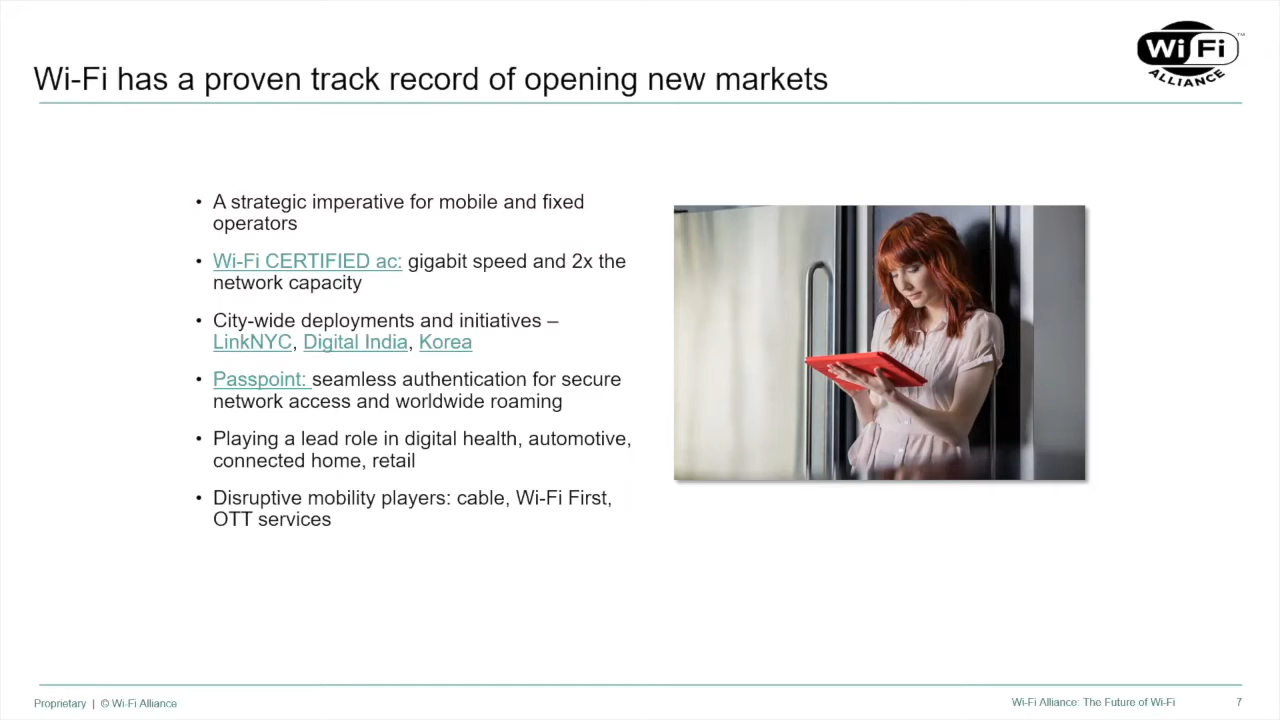 Wi Fi
ALLIANCE
™
Wi-Fi has a proven track record of opening new markets
• A strategic imperative for mobile and fixed
operators
• Wi-Fi CERTIFIED ac: gigabit speed and 2x the
network capacity
• City-wide deployments and initiatives –
LinkNYC, Digital India, Korea
• Passpoint: seamless authentication for secure
network access and worldwide roaming
• Playing a lead role in digital health, automotive,
connected home, retail
• Disruptive mobility players: cable, Wi-Fi First,
OTT services
Proprietary | © Wi-Fi Alliance
Wi-Fi Alliance: The Future of Wi-Fi
7